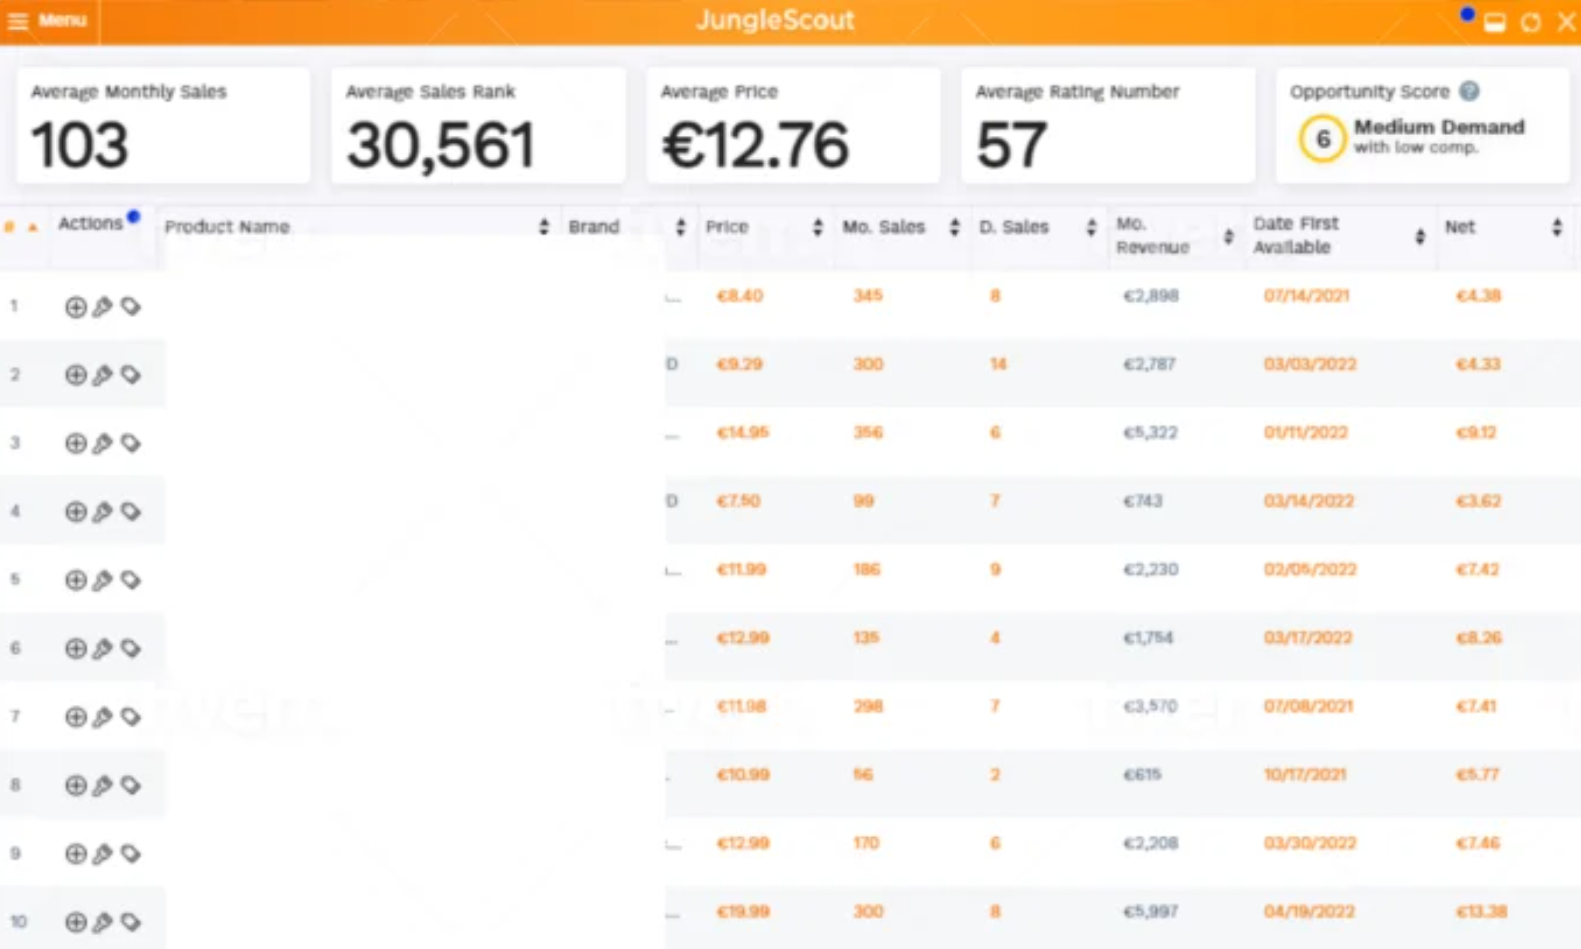 Menu
JungleScout
Average Monthly Sales
103
Average Sales Rank
30,561
Average Price
€12.76
Average Rating Number
57
Opportunity Score ?
6 Medium Demand
with low comp.
# Actions Product Name Brand Price Mo. Sales D. Sales Mo. Revenue Date First Available Net
1 ... €8.40 345 8 €2,898 07/14/2021 €4.38
2 D €9.29 300 14 €2,787 03/03/2022 €4.33
3 ... €14.95 356 6 €5,322 01/11/2022 €9.12
4 D €7.50 99 7 €743 03/14/2022 €3.62
5 ... €11.99 186 9 €2,230 02/05/2022 €7.42
6 ... €12.99 135 4 €1,754 03/17/2022 €8.26
7 €11.98 298 7 €3,570 07/08/2021 €7.41
8 €10.99 56 2 €615 10/17/2021 €5.77
9 ... €12.99 170 6 €2,208 03/30/2022 €7.46
10 ... €19.99 300 8 €5,997 04/19/2022 €13.38